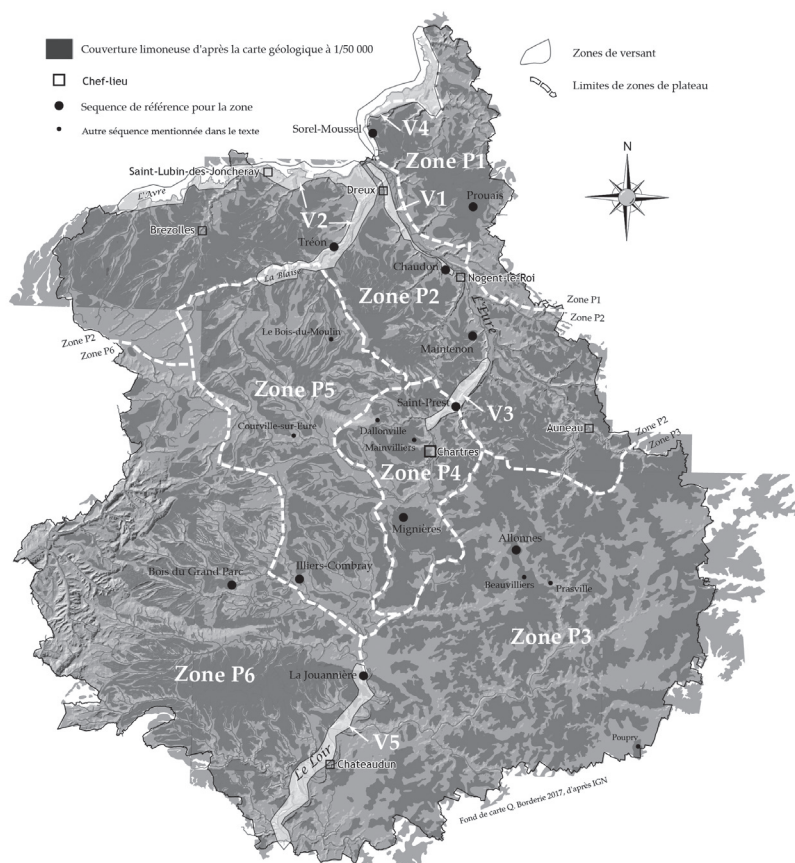 Couverture limoneuse d'après la carte géologique à 1/50 000
Chef-lieu
Sequence de référence pour la zone
Autre séquence mentionnée dans le texte
Zones de versant
Limites de zones de plateau
Sorel-Moussel
V4
Zone P1
Saint-Lubin-des-Joncheray
L'Avre
Dreux
V1
V2
Prouais
Brezolles
Tréon
La Blaise
Chaudon
Nogent-le-Roi
Zone P2
L'Eure
Zone P1
Zone P2
Le Bois-du-Moulin
Maintenon
Zone P2
Zone P6
Zone P5
Saint-Prest
V3
Dallonville
Courville-sur-Eure
Mainvilliers
Chartres
Auneau
Zone P2
Zone P3
Zone P4
Mignières
Allonnes
Bois du Grand Parc
Illiers-Combray
Beauvilliers
Prasville
Zone P3
Zone P6
La Jouannière
V5
Le Loir
Chateaudun
Poupry
Fond de carte Q. Borderie 2017, d'après IGN